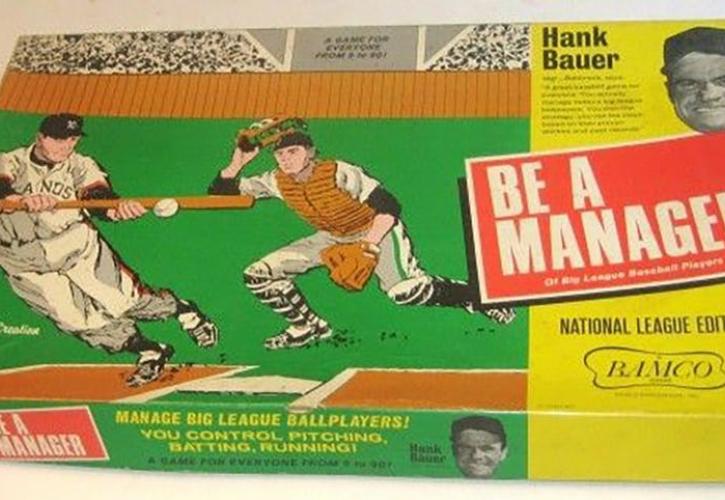 A GAME FOR
EVERYONE
FROM 9 to 90!
Hank
Bauer
BE A
MANAGE
Of Big League Baseball Players
NATIONAL LEAGUE EDIT
BAMCO
ANDS
Creation
E A
MANAGER
MANAGE BIG LEAGUE BALLPLAYERS!
YOU CONTROL PITCHING,
BATTING, RUNNING!
A GAME FOR EVERYONE FROM 9 to 90!
Hank
Bauer